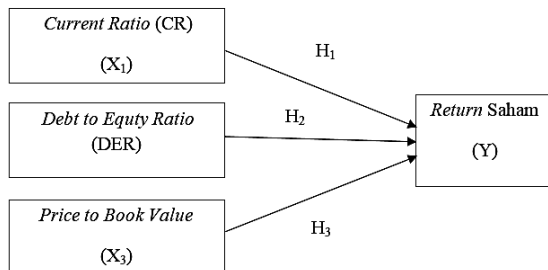 Current Ratio (CR)
(X₁)
H₁
Debt to Equty Ratio
(DER)
H₂
Return Saham
(Y)
Price to Book Value
(X₃)
H₃